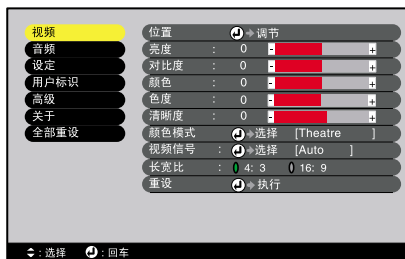 视频
音频
设定
用户标识
高级
关于
全部重设
位置 调节
亮度 : 0 - +
对比度 : 0 - +
颜色 : 0 - +
色度 : 0 - +
清晰度 : 0 - +
颜色模式 选择 [Theatre ]
视频信号 : 选择 [Auto ]
长宽比 : 4: 3 16: 9
重设 执行
: 选择 : 回车